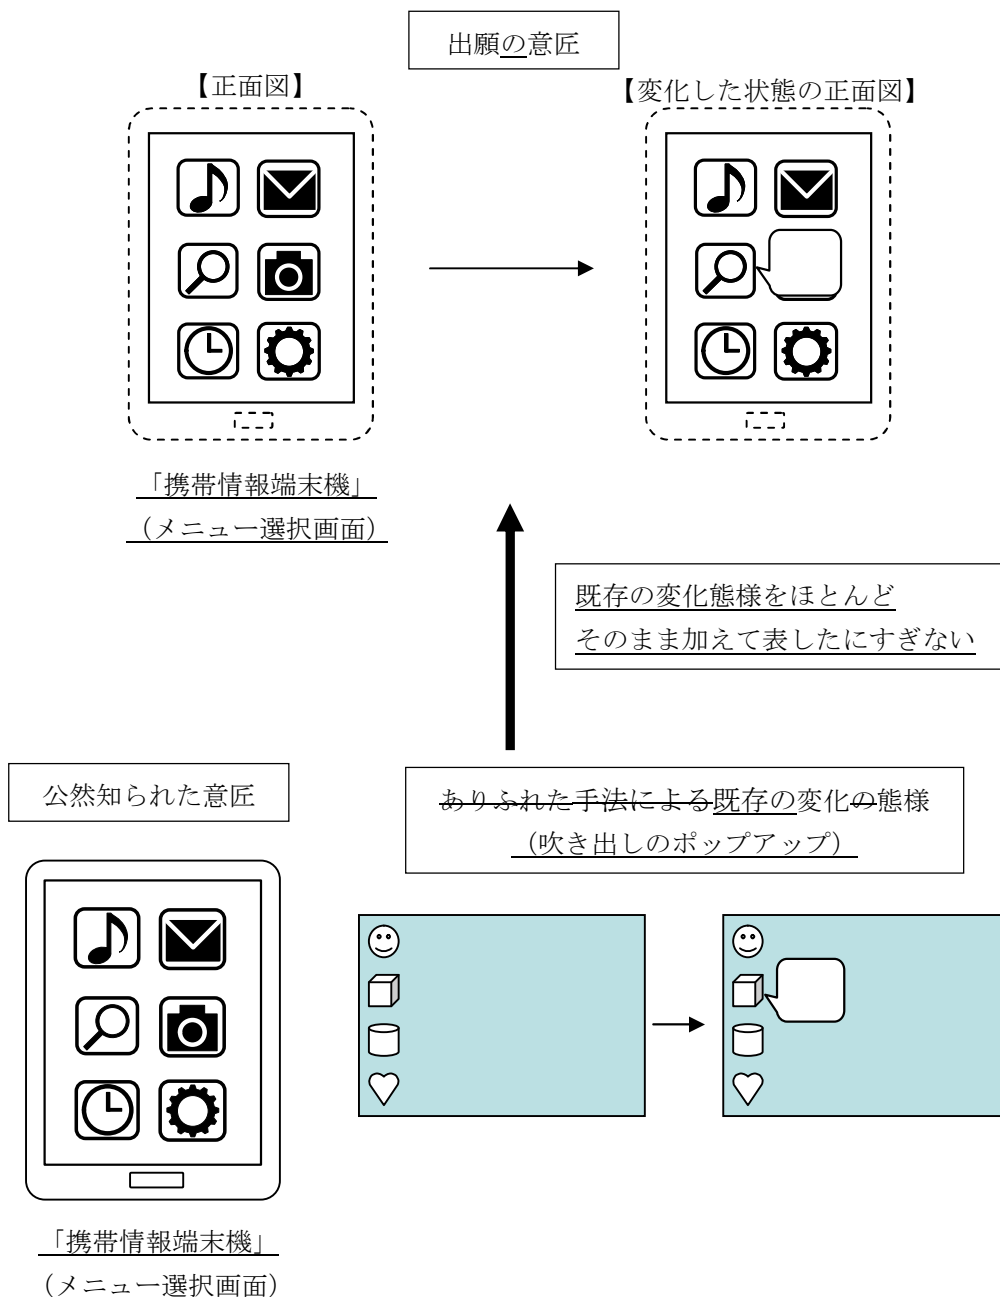 出願の意匠
【正面図】
【変化した状態の正面図】
「携帯情報端末機」
（メニュー選択画面）
既存の変化態様をほとんど
そのまま加えて表したにすぎない
公然知られた意匠
ありふれた手法による既存の変化の態様
（吹き出しのポップアップ）
「携帯情報端末機」
（メニュー選択画面）